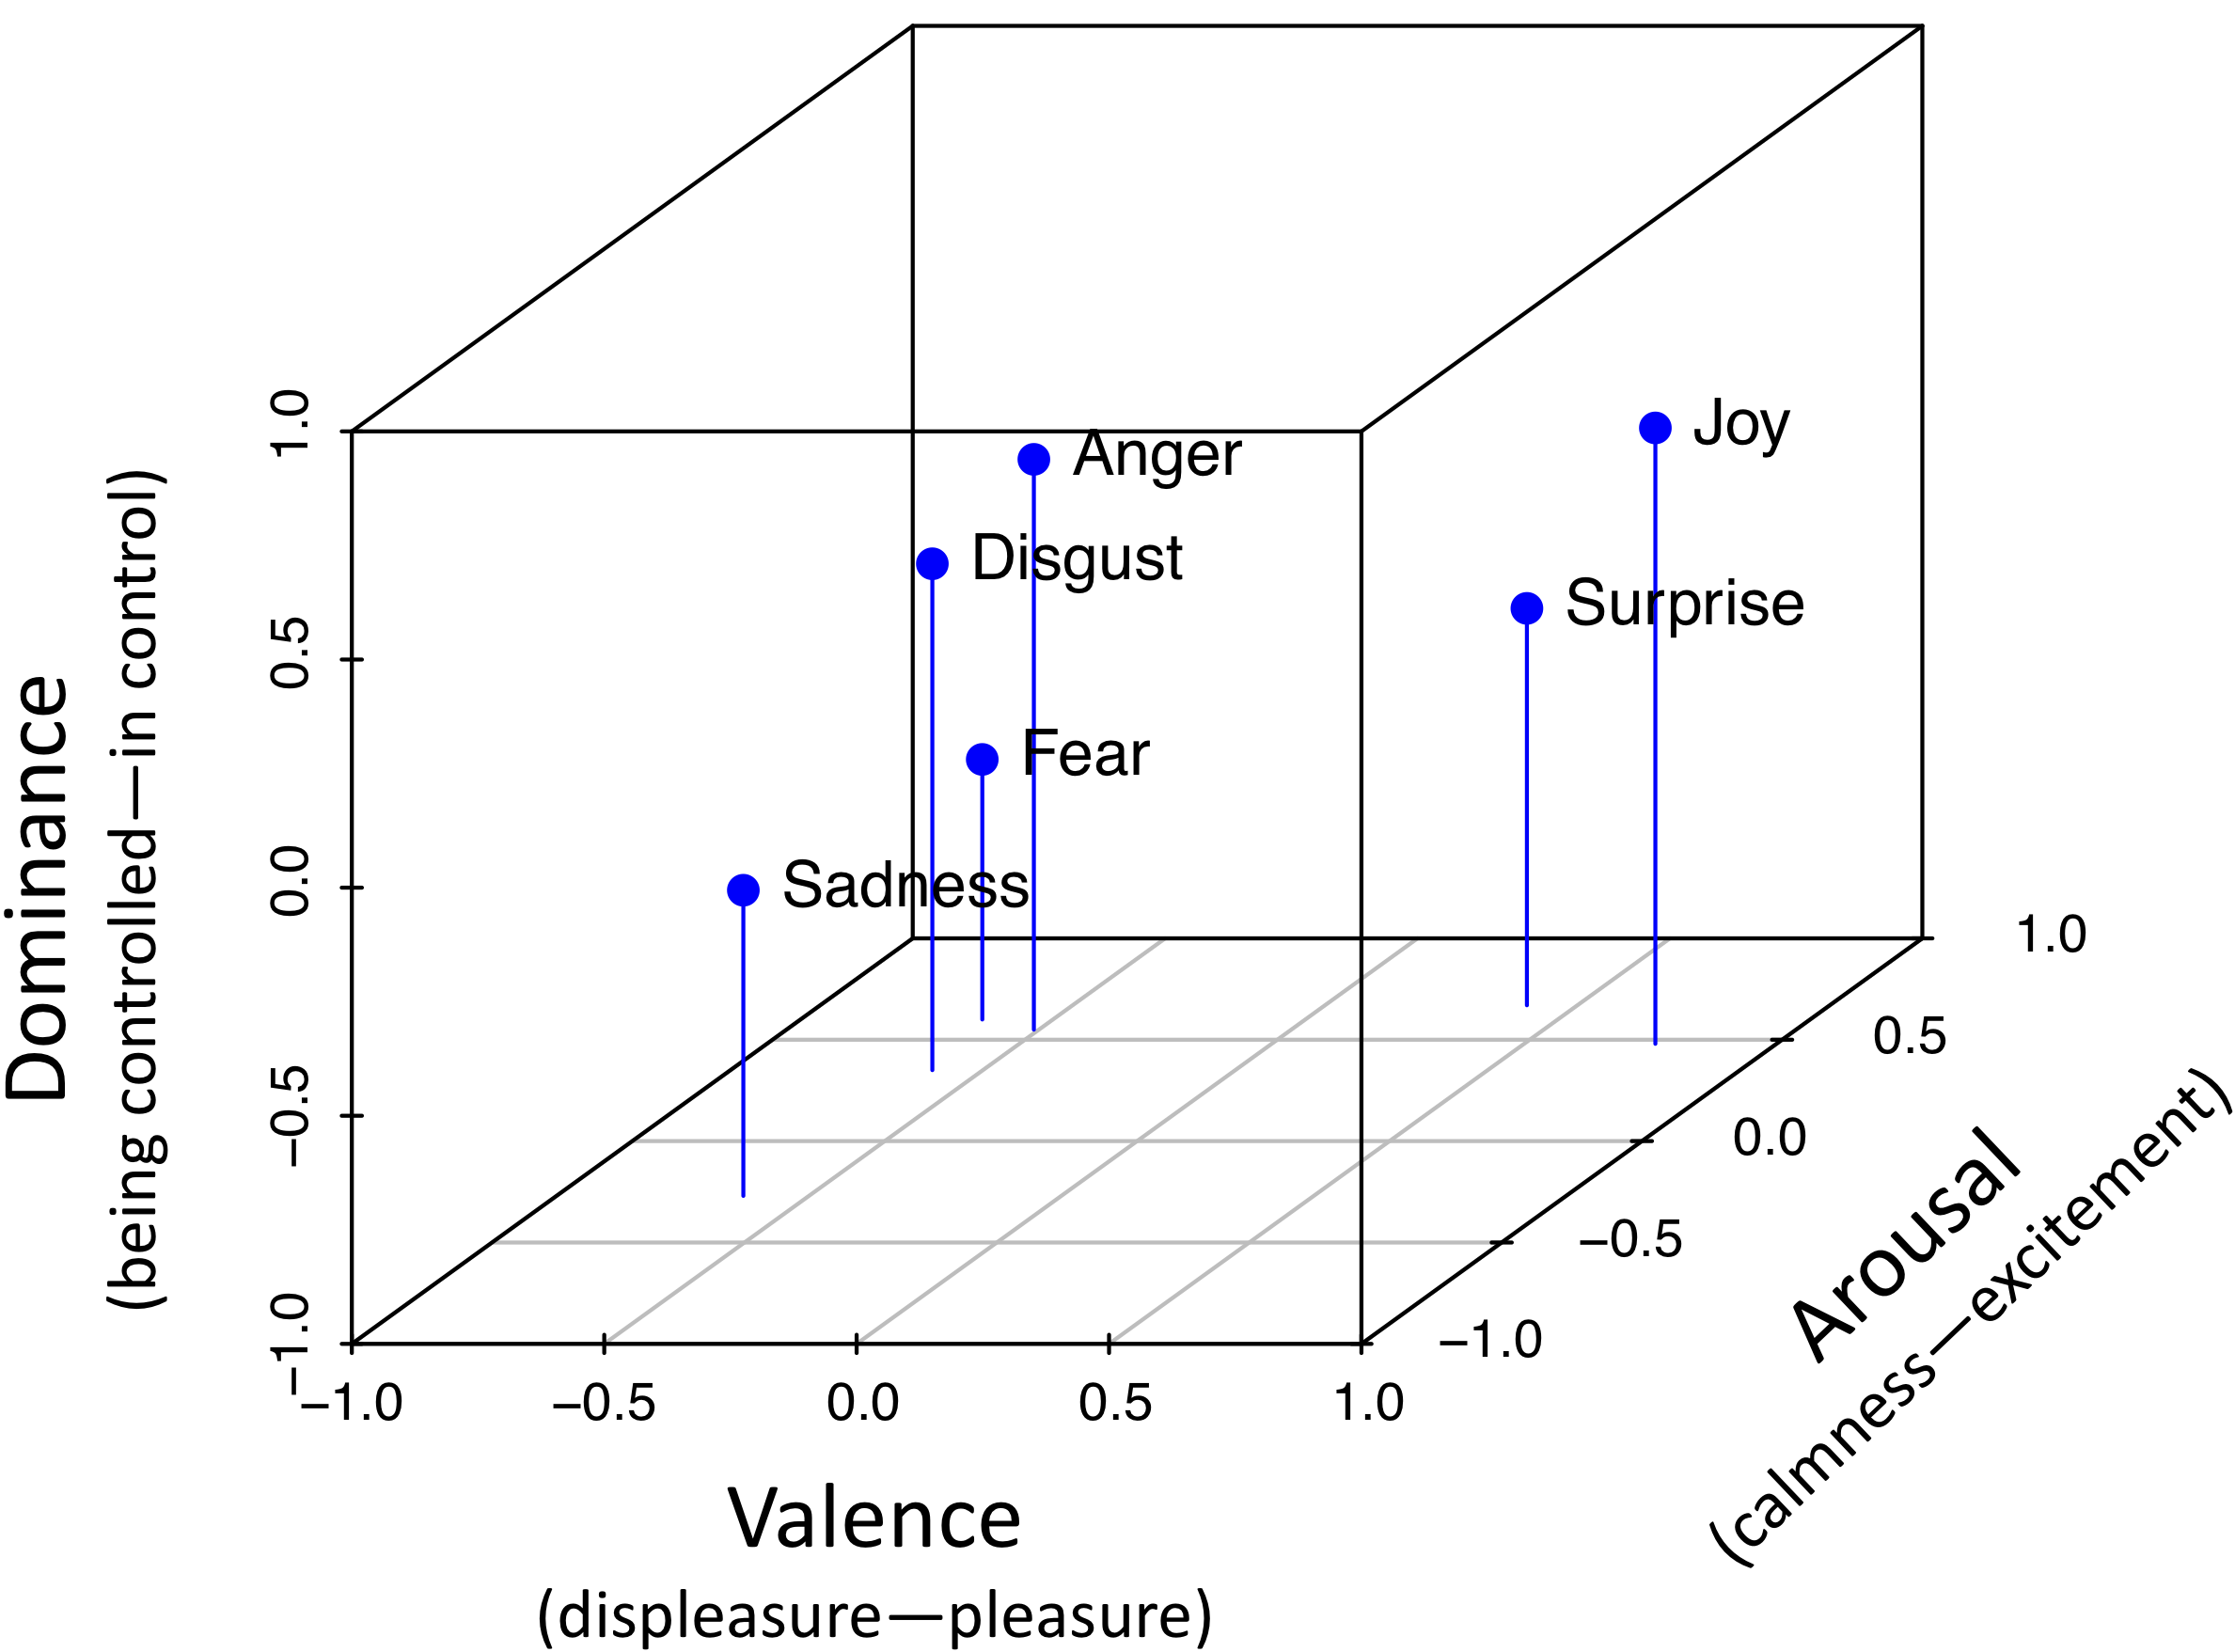 Dominance
(being controlled—in control)
1.0
0.5
0.0
−0.5
−1.0
Anger
Joy
Disgust
Surprise
Fear
Sadness
1.0
0.5
0.0
−0.5
−1.0
Arousal
(calmness—excitement)
−1.0
−0.5
0.0
0.5
1.0
Valence
(displeasure—pleasure)